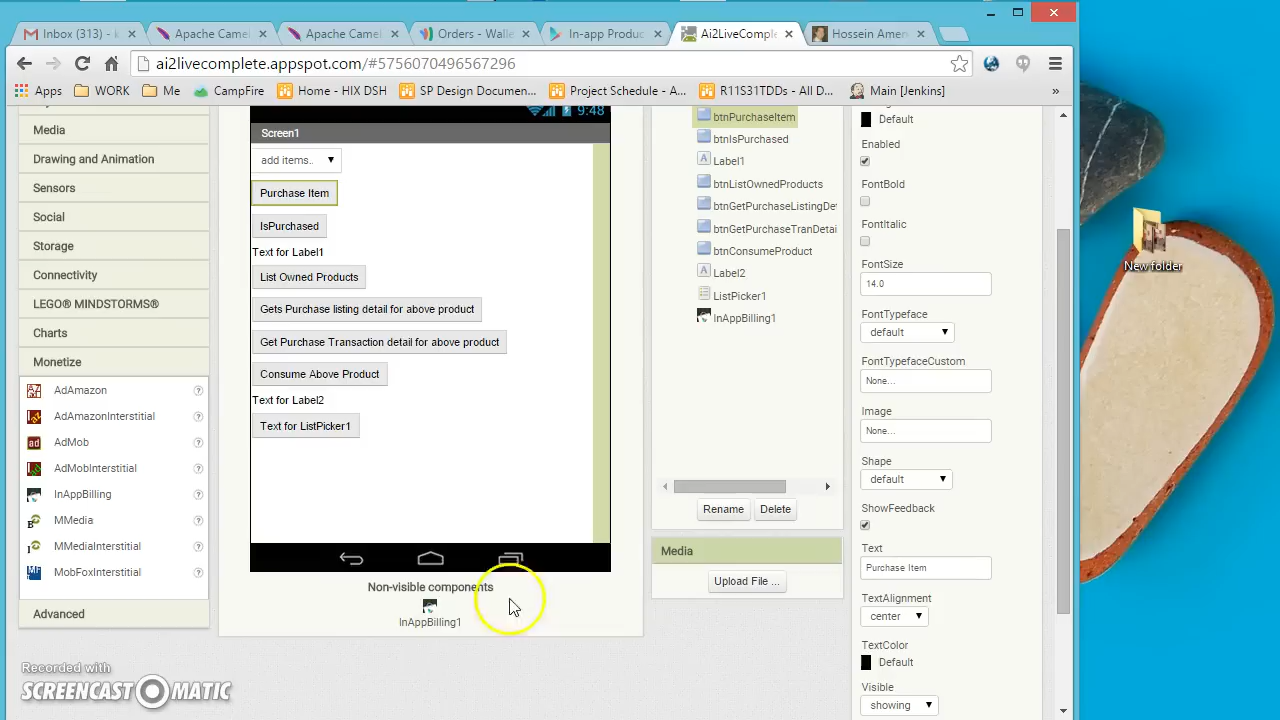 Inbox (313) - k
Apache Camel
Apache Camel
Orders - Walle
In-app Produc
Ai2LiveComple
Hossein Amer
ai2livecomplete.appspot.com/#5756070496567296
Apps
WORK
Me
CampFire
Home - HIX DSH
SP Design Documen...
Project Schedule - A...
R11S31TDDs - All D...
Main [Jenkins]
»
Media
Drawing and Animation
Sensors
Social
Storage
Connectivity
LEGO® MINDSTORMS®
Charts
Monetize
AdAmazon
AdAmazonInterstitial
AdMob
AdMobInterstitial
InAppBilling
MMedia
MMediaInterstitial
MobFoxInterstitial
Advanced
9:48
Screen1
add items..
Purchase Item
IsPurchased
Text for Label1
List Owned Products
Gets Purchase listing detail for above product
Get Purchase Transaction detail for above product
Consume Above Product
Text for Label2
Text for ListPicker1
Non-visible components
InAppBilling1
btnPurchaseItem
btnIsPurchased
Label1
btnListOwnedProducts
btnGetPurchaseListingDe
btnGetPurchaseTranDetai
btnConsumeProduct
Label2
ListPicker1
InAppBilling1
Rename
Delete
Media
Upload File ...
Default
Enabled
FontBold
FontItalic
FontSize
14.0
FontTypeface
default
FontTypefaceCustom
None...
Image
None...
Shape
default
ShowFeedback
Text
Purchase Item
TextAlignment
center
TextColor
Default
Visible
showing
New folder
Recorded with
SCREENCAST MATIC